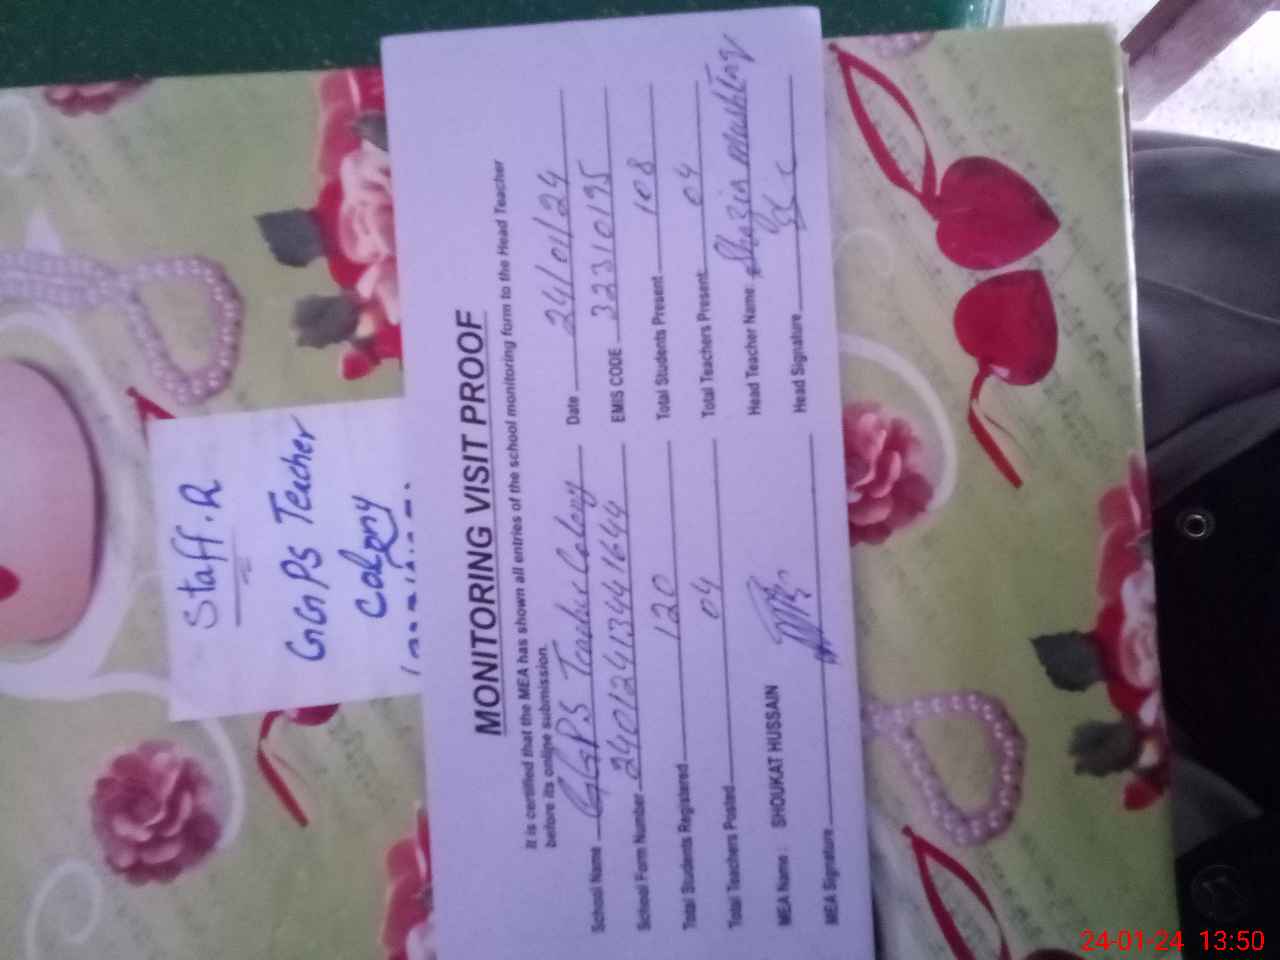 Staff.R
GGPS Teacher
Colony
MONITORING VISIT PROOF
It is certified that the MEA has shown all entries of the school monitoring form to the Head Teacher
before its online submission.
School Name GGPS Teacher Colony Date 24/01/24
School Form Number 24012413441644 EMIS CODE 32310195
Total Students Registered 120 Total Students Present 108
Total Teachers Posted 04 Total Teachers Present 04
MEA Name : SHOUKAT HUSSAIN Head Teacher Name Shazia Mushtaq
MEA Signature Head Signature
24-01-24 13:50